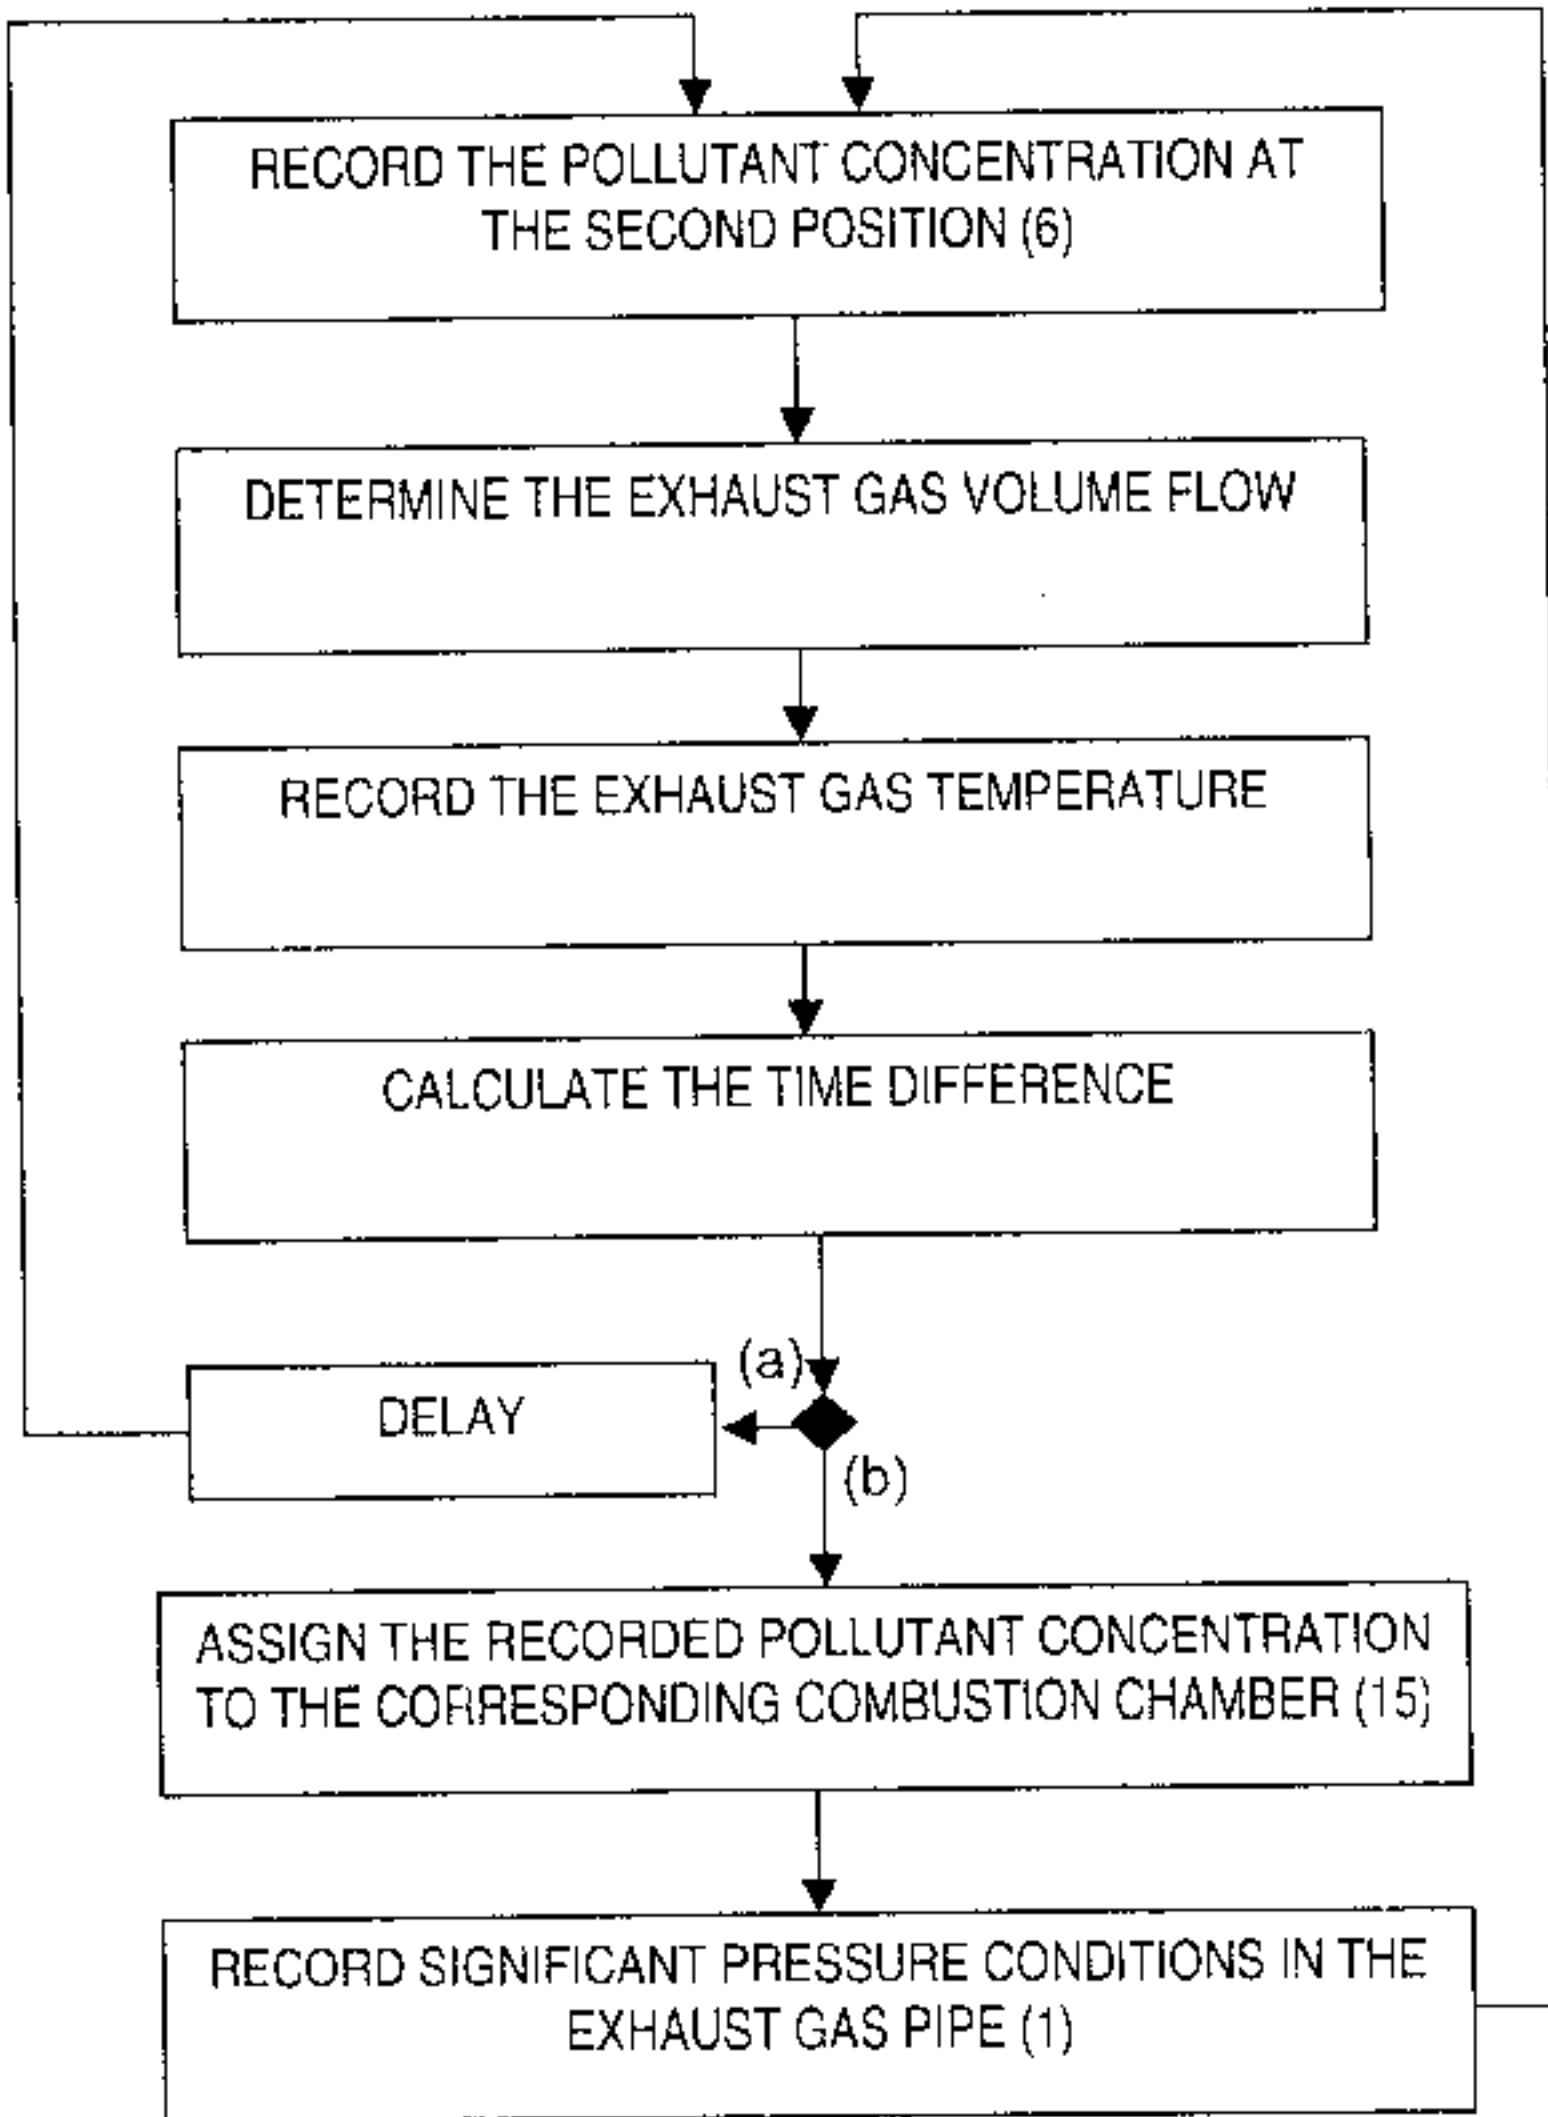 RECORD THE POLLUTANT CONCENTRATION AT
THE SECOND POSITION (6)
DETERMINE THE EXHAUST GAS VOLUME FLOW
RECORD THE EXHAUST GAS TEMPERATURE
CALCULATE THE TIME DIFFERENCE
(a)
DELAY
(b)
ASSIGN THE RECORDED POLLUTANT CONCENTRATION
TO THE CORRESPONDING COMBUSTION CHAMBER (15)
RECORD SIGNIFICANT PRESSURE CONDITIONS IN THE
EXHAUST GAS PIPE (1)